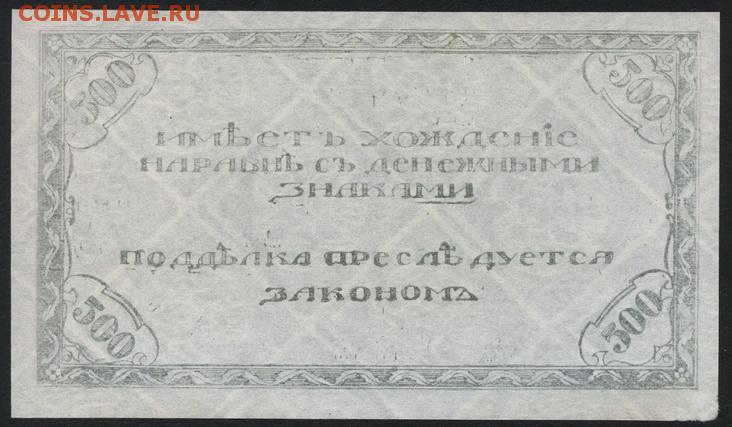 COINS.LAVE.RU
500 500
ИМѢЕТЪ ХОЖДЕНІЕ
НАРАВНѢ СЪ ДЕНЕЖНЫМИ
ЗНАКАМИ
ПОДДѢЛКА ПРЕСЛѢДУЕТСЯ
ЗАКОНОМЪ
500 500